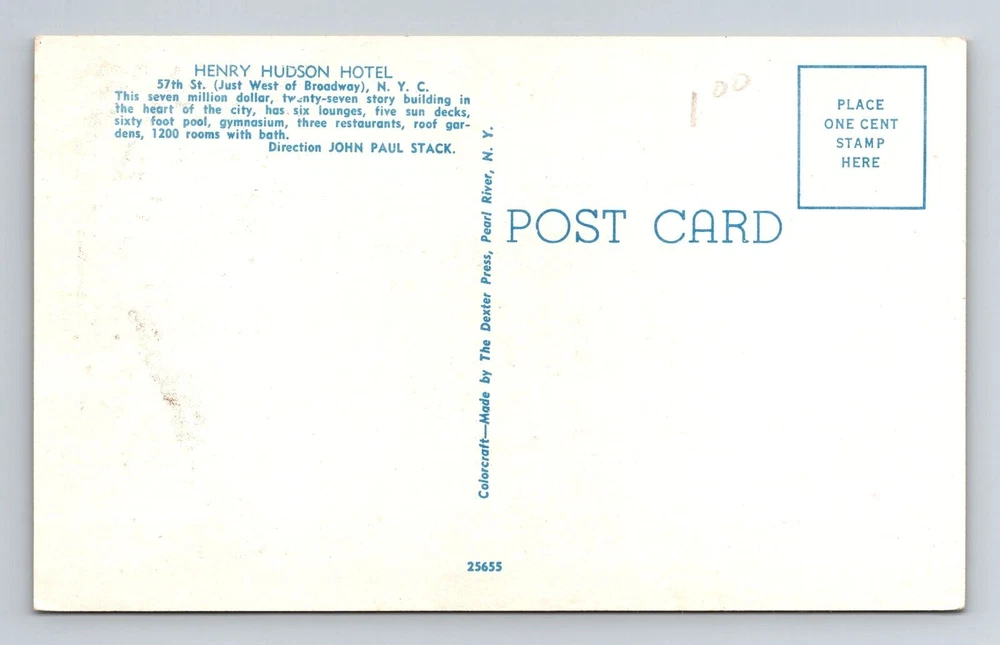 HENRY HUDSON HOTEL
57th St. (Just West of Broadway), N. Y. C.
This seven million dollar, twenty-seven story building in
the heart of the city, has six lounges, five sun decks,
sixty foot pool, gymnasium, three restaurants, roof gar-
dens, 1200 rooms with bath.
Direction JOHN PAUL STACK.
Colorcraft—Made by The Dexter Press, Pearl River, N. Y.
25655
POST CARD
1 00
PLACE
ONE CENT
STAMP
HERE